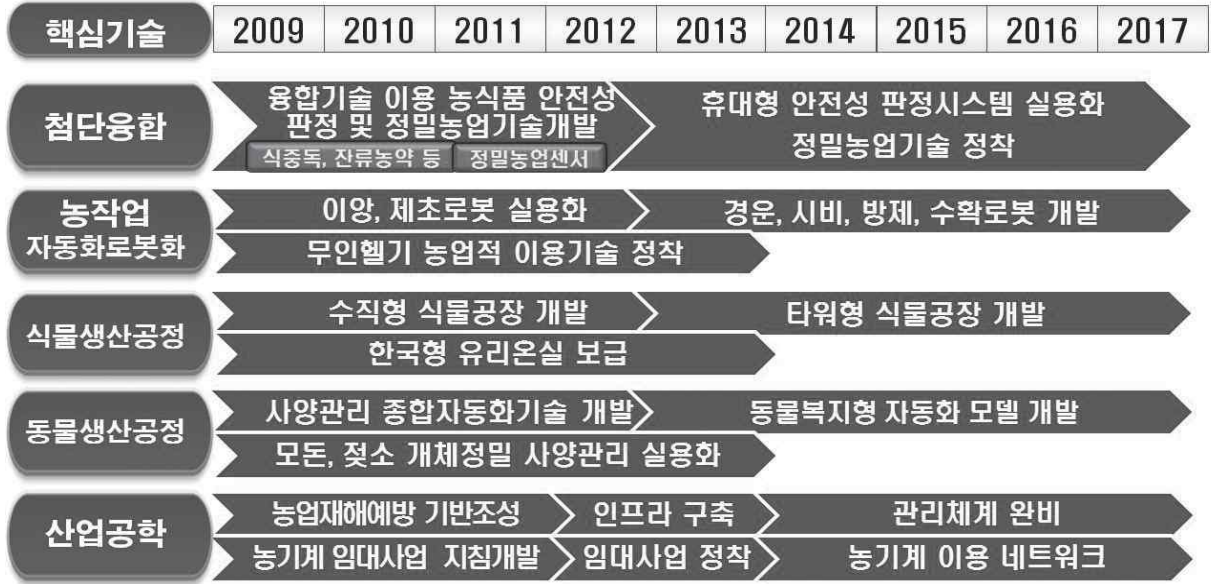 핵심기술 2009 2010 2011 2012 2013 2014 2015 2016 2017
첨단융합
융합기술 이용 농식품 안전성
판정 및 정밀농업기술개발
식중독, 잔류농약 등 정밀농업센서
휴대형 안전성 판정시스템 실용화
정밀농업기술 정착
농작업
자동화로봇화
이앙, 제초로봇 실용화 경운, 시비, 방제, 수확로봇 개발
무인헬기 농업적 이용기술 정착
식물생산공정
수직형 식물공장 개발 타워형 식물공장 개발
한국형 유리온실 보급
동물생산공정
사양관리 종합자동화기술 개발 동물복지형 자동화 모델 개발
모돈, 젖소 개체정밀 사양관리 실용화
산업공학
농업재해예방 기반조성 인프라 구축 관리체계 완비
농기계 임대사업 지침개발 임대사업 정착 농기계 이용 네트워크